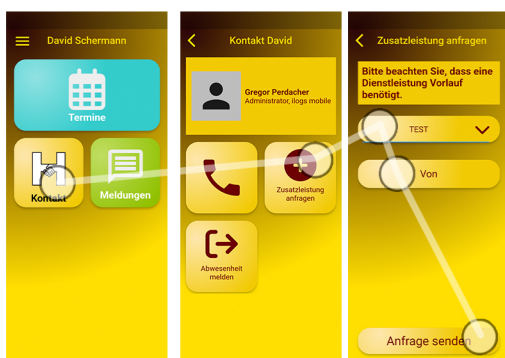 David Schermann
Termine
Kontakt
Meldungen
Kontakt David
Gregor Perdacher
Administrator, ilogs mobile
Zusatzleistung
anfragen
Abwesenheit
melden
Zusatzleistung anfragen
Bitte beachten Sie, dass eine
Dienstleistung Vorlauf
benötigt.
TEST
Von
Anfrage senden